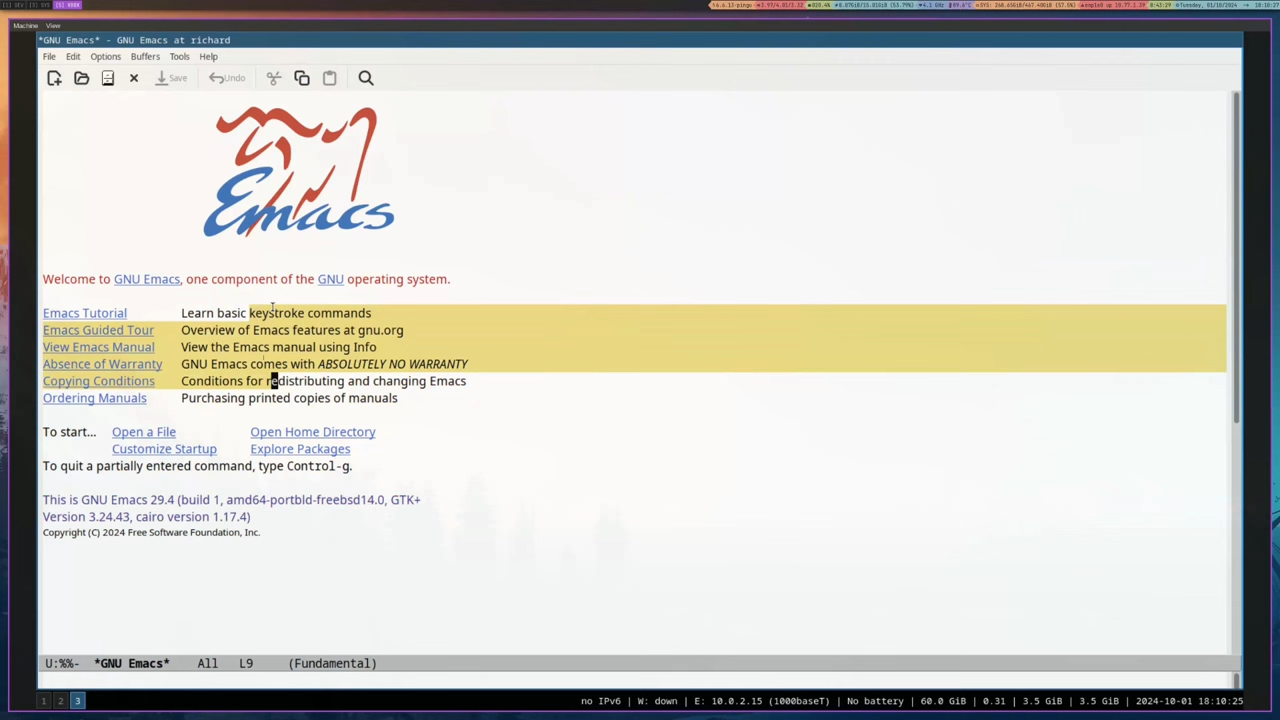 [1] DEV [3] SYS [5] WORK
Machine View
*GNU Emacs* - GNU Emacs at richard
File Edit Options Buffers Tools Help
Save Undo
Emacs
Welcome to GNU Emacs, one component of the GNU operating system.
Emacs Tutorial Learn basic keystroke commands
Emacs Guided Tour Overview of Emacs features at gnu.org
View Emacs Manual View the Emacs manual using Info
Absence of Warranty GNU Emacs comes with ABSOLUTELY NO WARRANTY
Copying Conditions Conditions for redistributing and changing Emacs
Ordering Manuals Purchasing printed copies of manuals
To start... Open a File Open Home Directory
Customize Startup Explore Packages
To quit a partially entered command, type Control-g.
This is GNU Emacs 29.4 (build 1, amd64-portbld-freebsd14.0, GTK+
Version 3.24.43, cairo version 1.17.4)
Copyright (C) 2024 Free Software Foundation, Inc.
U:%%- *GNU Emacs* All L9 (Fundamental)
1 2 3 no IPv6 | W: down | E: 10.0.2.15 (1000baseT) | No battery | 60.0 GiB | 0.31 | 3.5 GiB | 3.5 GiB | 2024-10-01 18:10:25